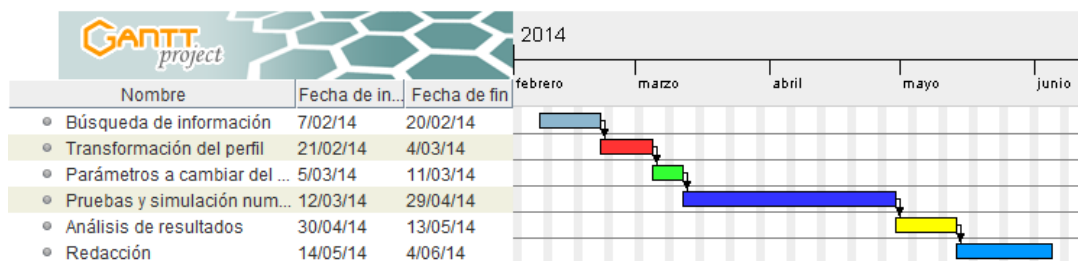 GANTT
project
2014
febrero marzo abril mayo junio
Nombre Fecha de in... Fecha de fin
Búsqueda de información 7/02/14 20/02/14
Transformación del perfil 21/02/14 4/03/14
Parámetros a cambiar del ... 5/03/14 11/03/14
Pruebas y simulación num... 12/03/14 29/04/14
Análisis de resultados 30/04/14 13/05/14
Redacción 14/05/14 4/06/14